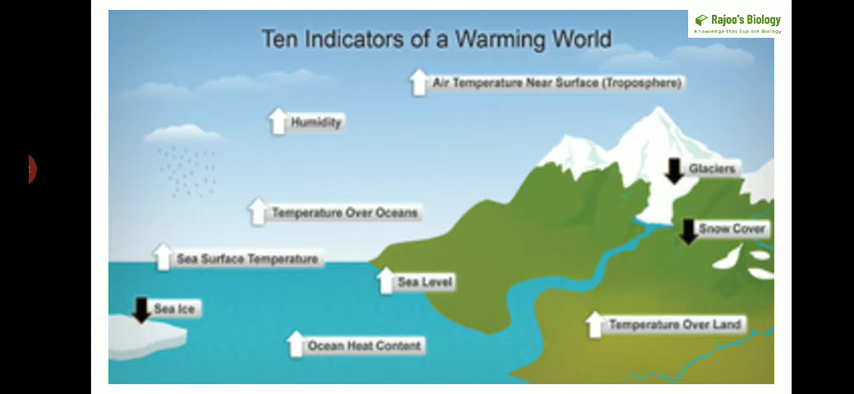 Rajoo's Biology
Knowledge that Explore Biology
Ten Indicators of a Warming World
Air Temperature Near Surface (Troposphere)
Humidity
Glaciers
Temperature Over Oceans
Snow Cover
Sea Surface Temperature
Sea Level
Sea Ice
Temperature Over Land
Ocean Heat Content